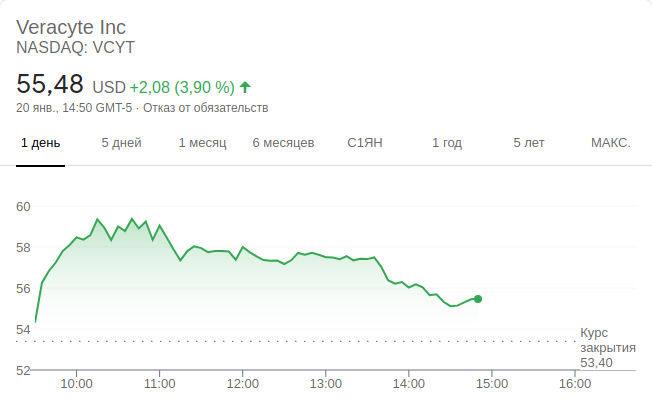 Veracyte Inc
NASDAQ: VCYT
55,48 USD +2,08 (3,90 %)
20 янв., 14:50 GMT-5 · Отказ от обязательств
1 день 5 дней 1 месяц 6 месяцев С1ЯН 1 год 5 лет МАКС.
60
58
56
54
Курс
закрытия
53,40
52
10:00 11:00 12:00 13:00 14:00 15:00 16:00